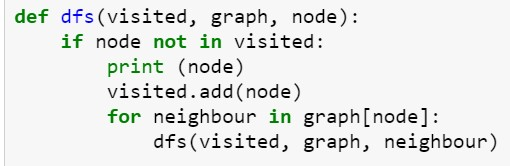 def dfs(visited, graph, node):
    if node not in visited:
        print (node)
        visited.add(node)
        for neighbour in graph[node]:
            dfs(visited, graph, neighbour)